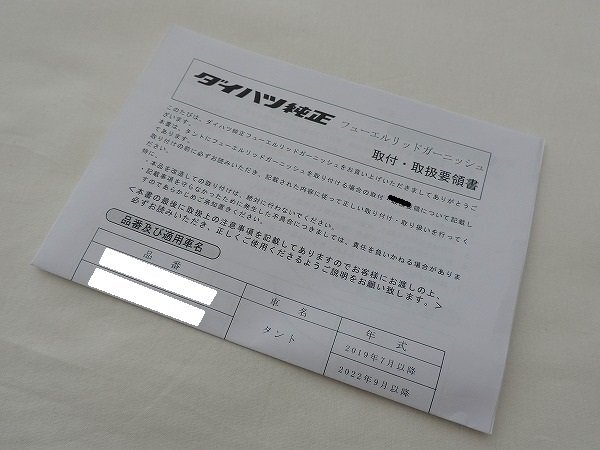 ダイハツ純正 フューエルリッドガーニッシュ
取付・取扱要領書
このたびは、ダイハツ純正フューエルリッドガーニッシュをお買い上げいただきましてありがとうございます。
本書は、タントにフューエルリッドガーニッシュを取り付ける場合の取付 要領について記載してあります。
取り付けの前に必ずお読みいただき、記載された内容に従って正しい取り付け・取り扱いを行ってください。
特に、
・本品を改造しての取り付けは、絶対に行わないでください。
・記載事項を守らなかったために発生した不具合につきましては、責任を負いかねる場合がありますのであらかじめご承知置きください。
<本書の最後に取扱上の注意事項を記載してありますのでお客様にお渡しの上、
必ずお読みいただき、正しくご使用くださるようご説明をお願い致します。>
品番及び適用車名
品 番 車 名 年 式
タント 2019年7月以降
2022年9月以降